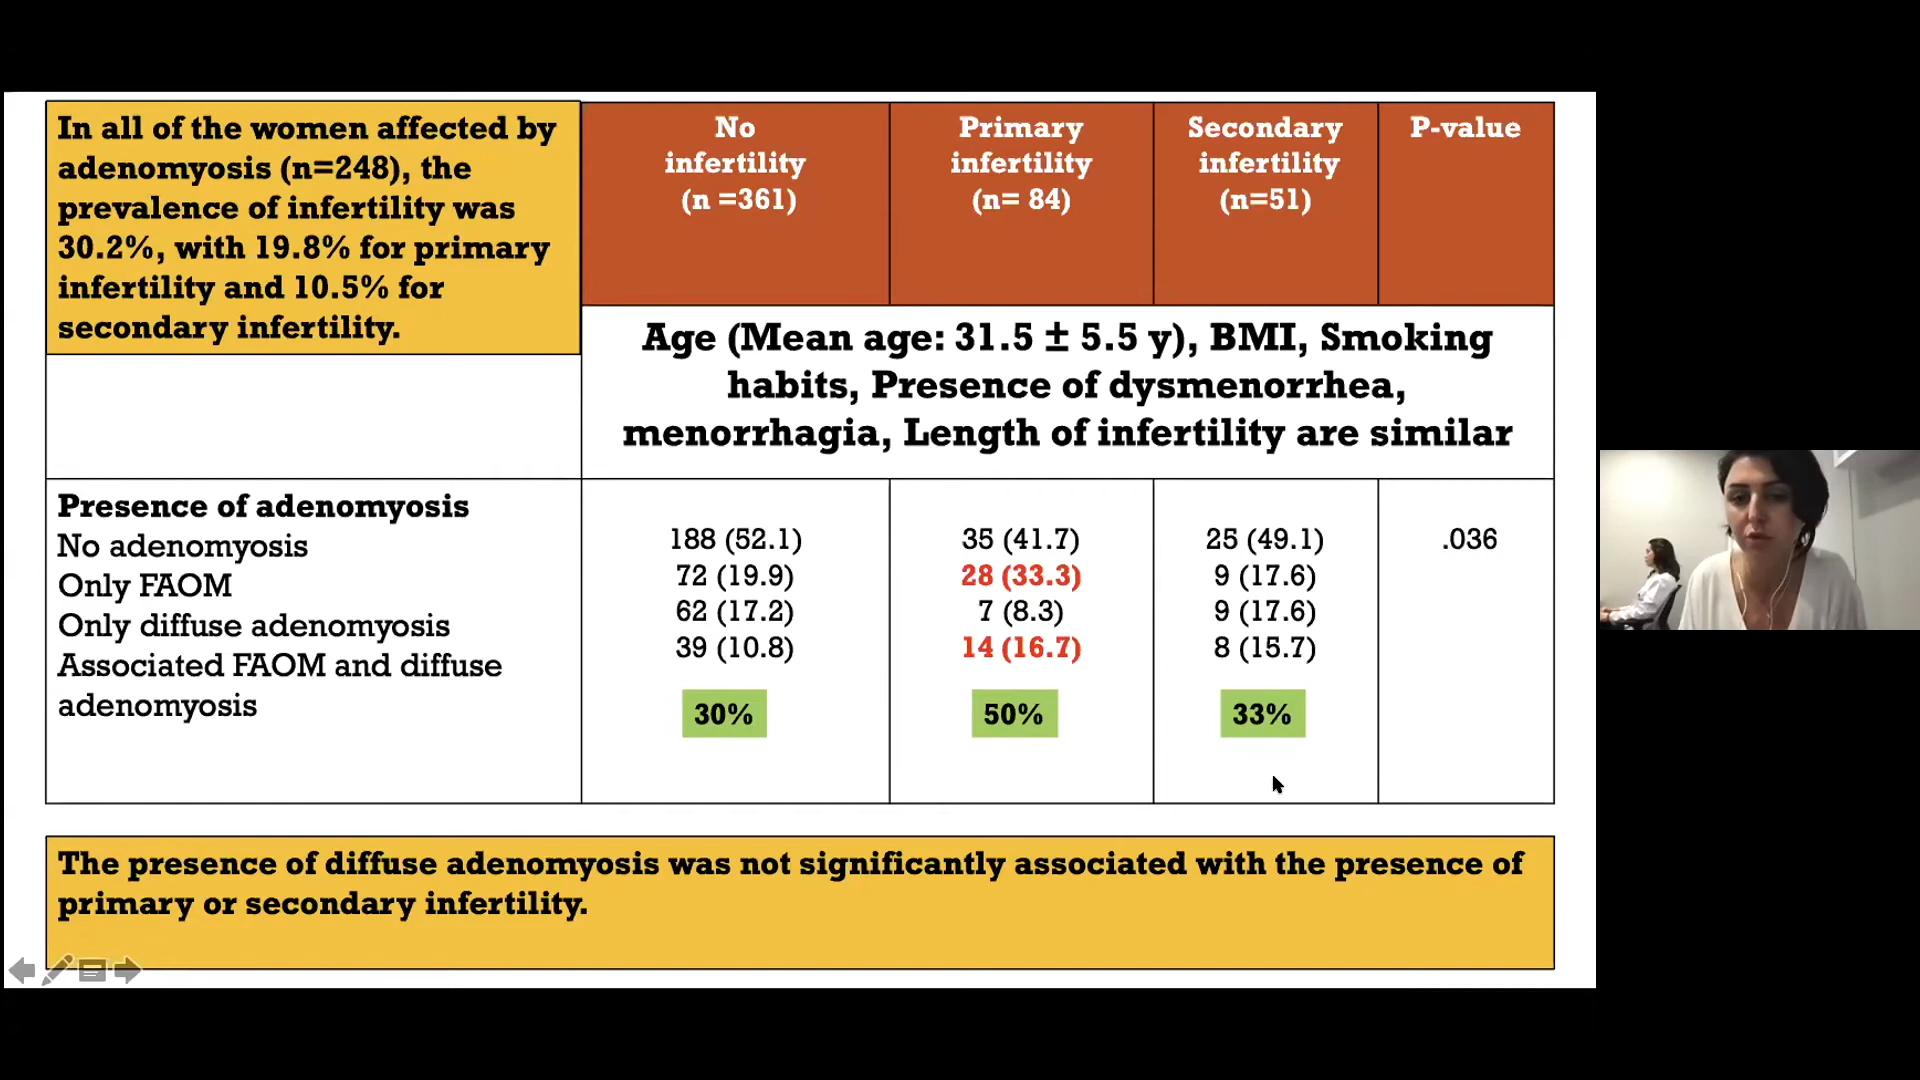 In all of the women affected by
adenomyosis (n=248), the
prevalence of infertility was
30.2%, with 19.8% for primary
infertility and 10.5% for
secondary infertility.
No
infertility
(n =361)
Primary
infertility
(n= 84)
Secondary
infertility
(n=51)
P-value
Age (Mean age: 31.5 ± 5.5 y), BMI, Smoking
habits, Presence of dysmenorrhea,
menorrhagia, Length of infertility are similar
Presence of adenomyosis
No adenomyosis
Only FAOM
Only diffuse adenomyosis
Associated FAOM and diffuse
adenomyosis
188 (52.1)
72 (19.9)
62 (17.2)
39 (10.8)
30%
35 (41.7)
28 (33.3)
7 (8.3)
14 (16.7)
50%
25 (49.1)
9 (17.6)
9 (17.6)
8 (15.7)
33%
.036
The presence of diffuse adenomyosis was not significantly associated with the presence of
primary or secondary infertility.